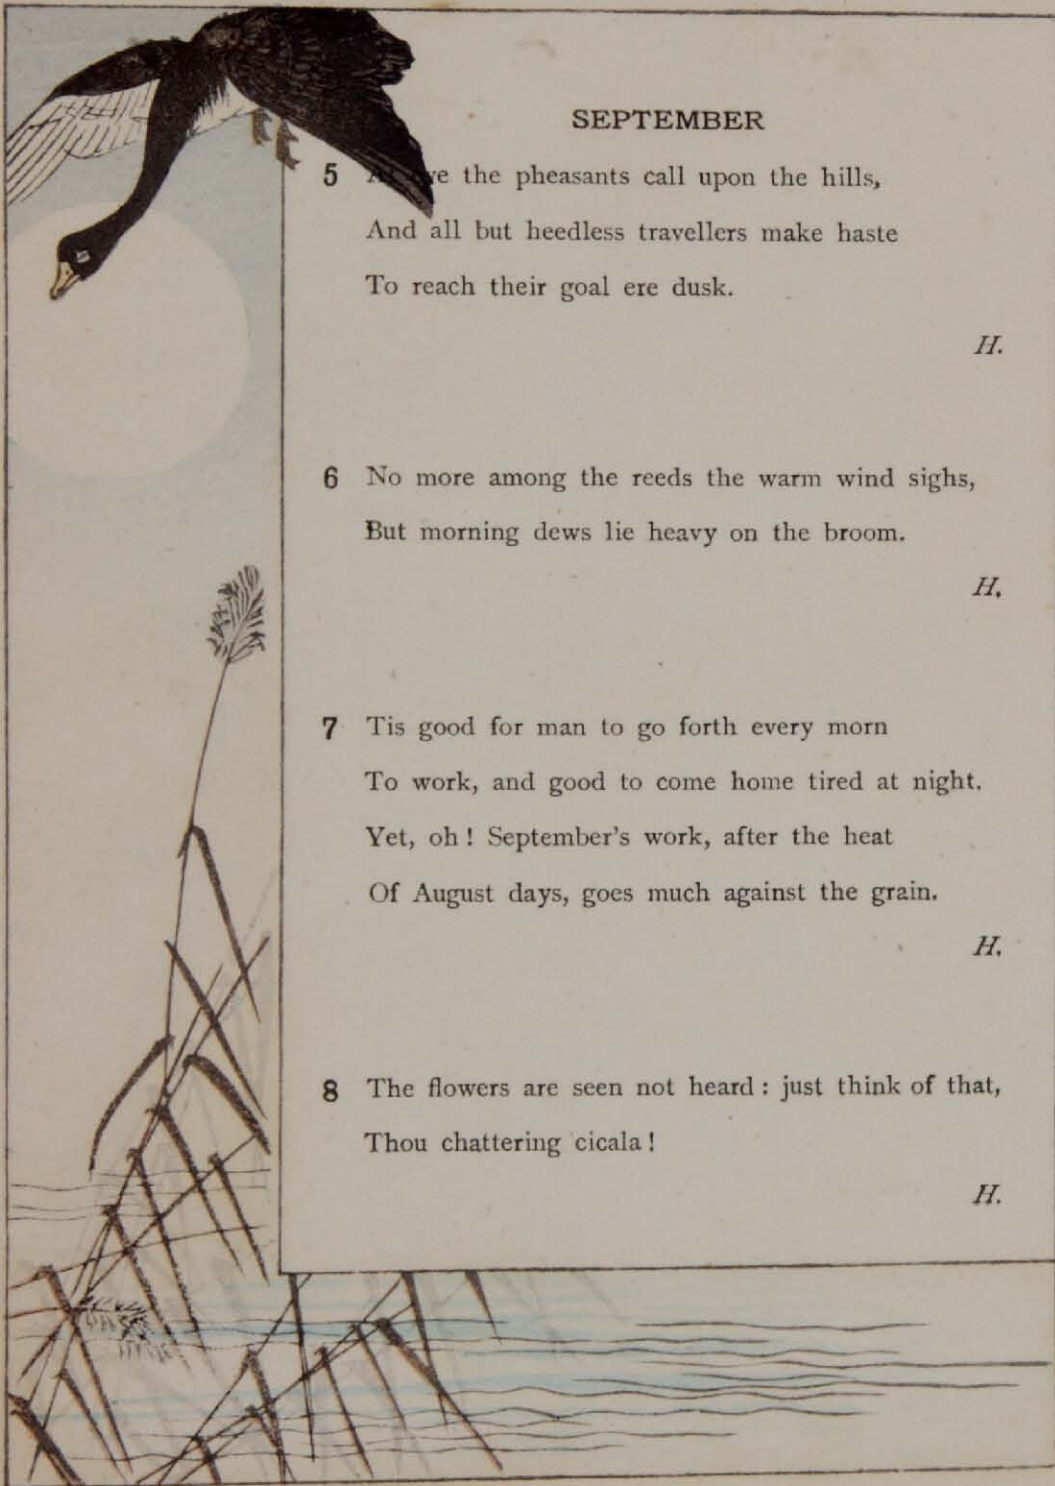 SEPTEMBER
5 the pheasants call upon the hills,
And all but heedless travellers make haste
To reach their goal ere dusk.
H.
6 No more among the reeds the warm wind sighs,
But morning dews lie heavy on the broom.
H.
7 Tis good for man to go forth every morn
To work, and good to come home tired at night.
Yet, oh! September's work, after the heat
Of August days, goes much against the grain.
H.
8 The flowers are seen not heard: just think of that,
Thou chattering cicala!
H.